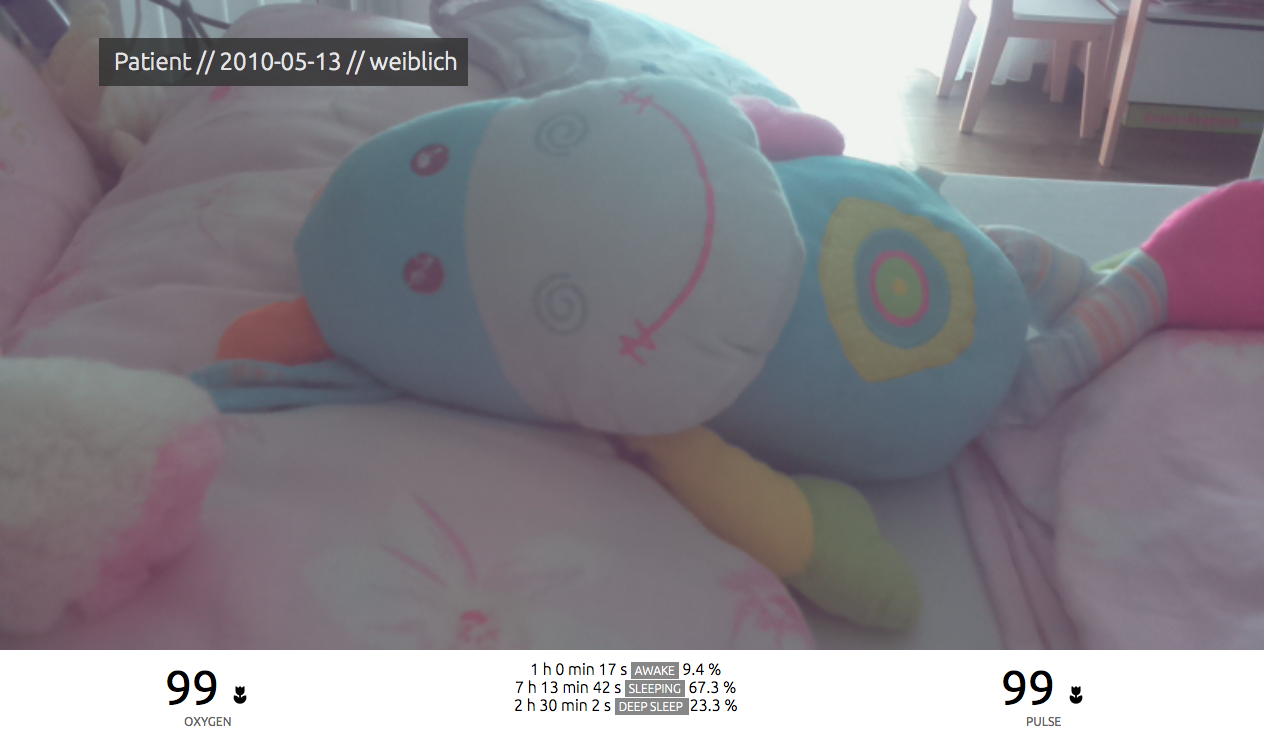 Patient // 2010-05-13 // weiblich
99
OXYGEN
1 h 0 min 17 s AWAKE 9.4 %
7 h 13 min 42 s SLEEPING 67.3 %
2 h 30 min 2 s DEEP SLEEP 23.3 %
99
PULSE